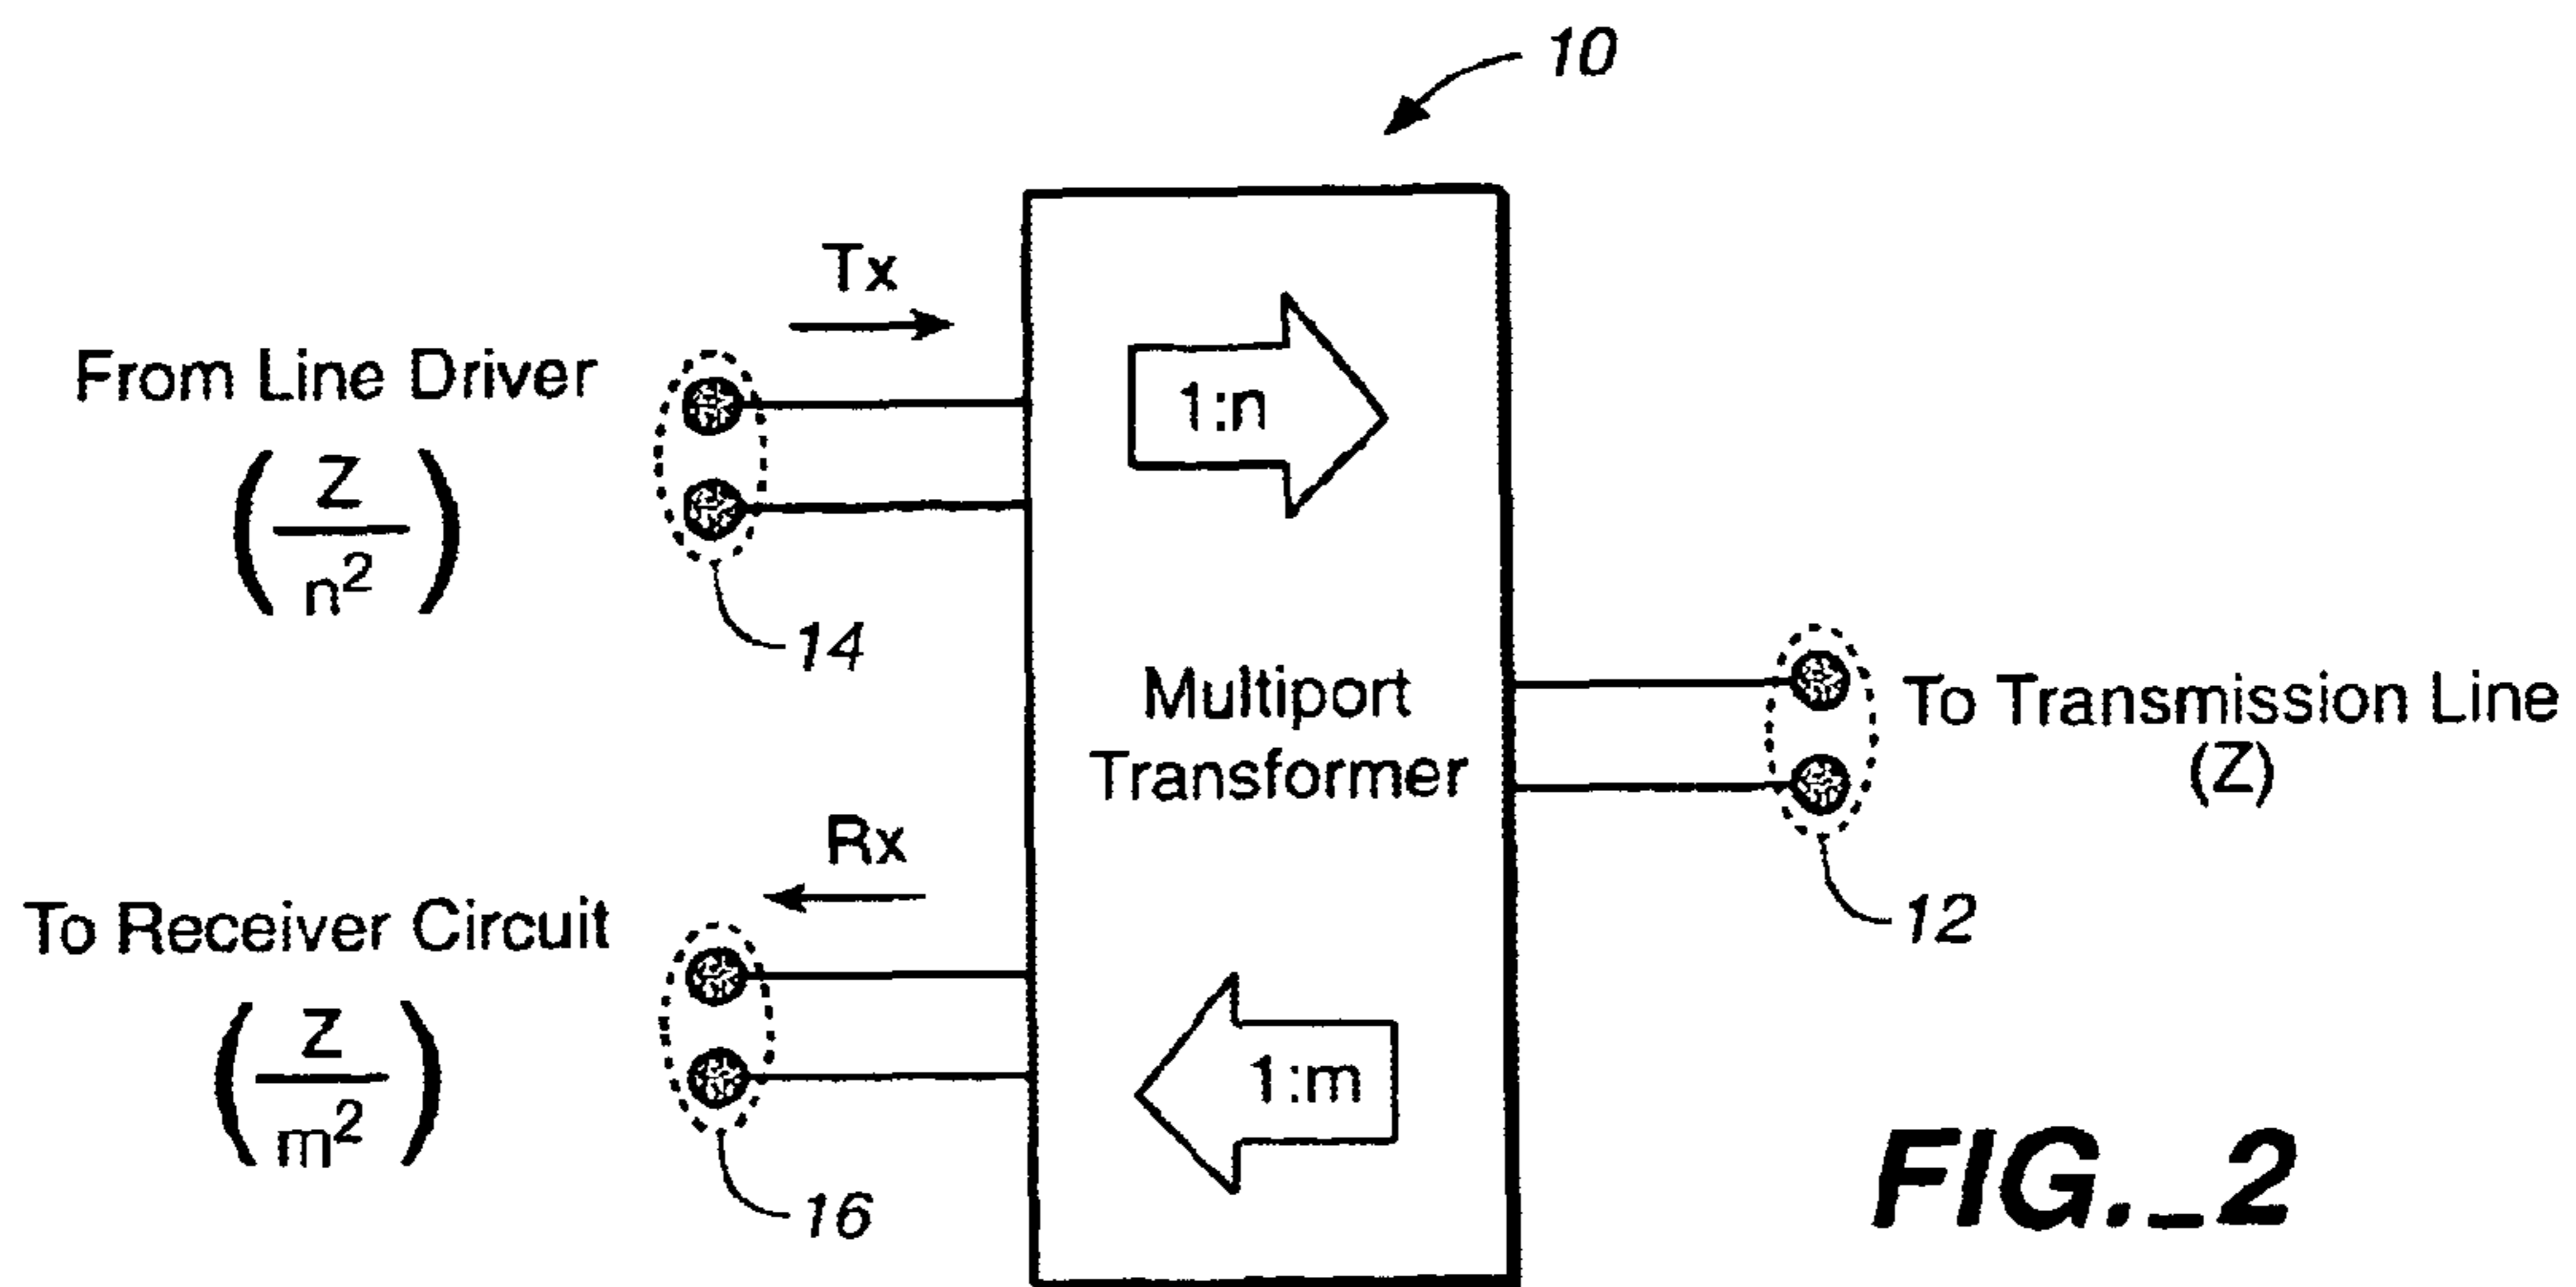 10
Tx
From Line Driver
(Z/n²)
1:n
14
Multiport
Transformer
To Transmission Line
(Z)
12
Rx
To Receiver Circuit
(Z/m²)
1:m
16
FIG._2